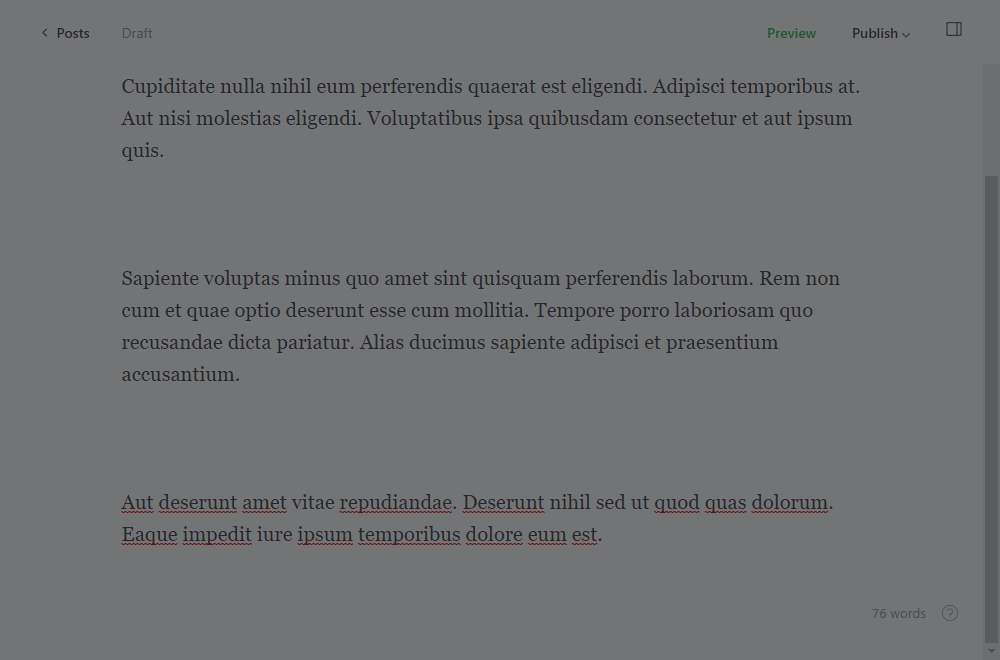 Posts Draft Preview Publish
Cupiditate nulla nihil eum perferendis quaerat est eligendi. Adipisci temporibus at.
Aut nisi molestias eligendi. Voluptatibus ipsa quibusdam consectetur et aut ipsum
quis.
Sapiente voluptas minus quo amet sint quisquam perferendis laborum. Rem non
cum et quae optio deserunt esse cum mollitia. Tempore porro laboriosam quo
recusandae dicta pariatur. Alias ducimus sapiente adipisci et praesentium
accusantium.
Aut deserunt amet vitae repudiandae. Deserunt nihil sed ut quod quas dolorum.
Eaque impedit iure ipsum temporibus dolore eum est.
76 words ?